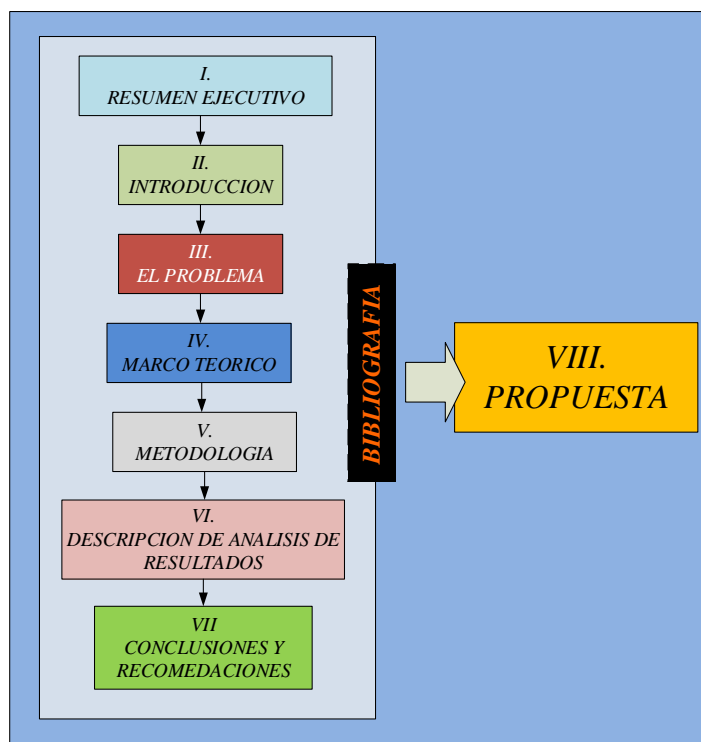 I.
RESUMEN EJECUTIVO
II.
INTRODUCCION
III.
EL PROBLEMA
IV.
MARCO TEORICO
V.
METODOLOGIA
VI.
DESCRIPCION DE ANALISIS DE
RESULTADOS
VII
CONCLUSIONES Y
RECOMEDACIONES
BIBLIOGRAFIA
VIII.
PROPUESTA